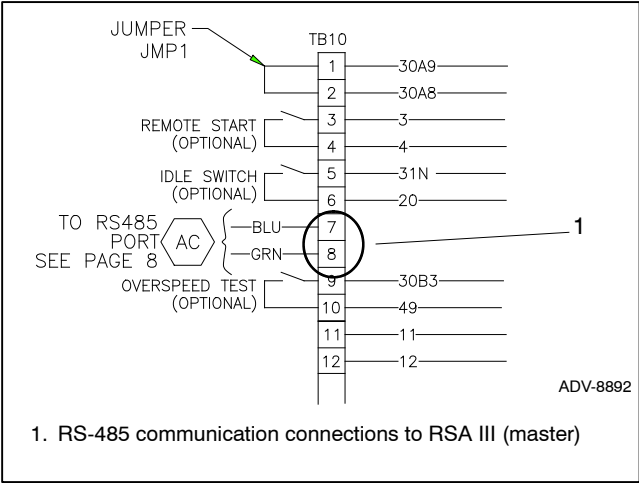 JUMPER
JMP1
TB10
1 30A9
2 30A8
REMOTE START
(OPTIONAL)
3 3
4 4
IDLE SWITCH
(OPTIONAL)
5 31N
6 20
TO RS485
PORT
SEE PAGE 8
AC
BLU 7
GRN 8
1
OVERSPEED TEST
(OPTIONAL)
9 30B3
10 49
11 11
12 12
ADV-8892
1. RS-485 communication connections to RSA III (master)